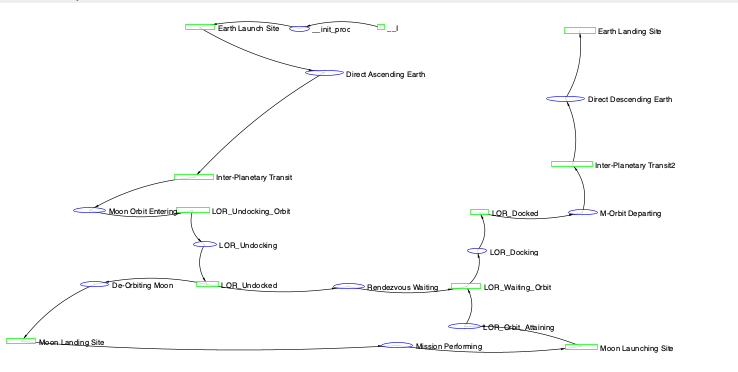 Earth Launch Site
__init_proc
__I
Earth Landing Site
Direct Ascending Earth
Direct Descending Earth
Inter-Planetary Transit2
Inter-Planetary Transit
Moon Orbit Entering
LOR_Undocking_Orbit
LOR_Docked
M-Orbit Departing
LOR_Undocking
LOR_Docking
De-Orbiting Moon
LOR_Undocked
Rendezvous Waiting
LOR_Waiting_Orbit
LOR_Orbit_Attaining
Moon Landing Site
Mission Performing
Moon Launching Site